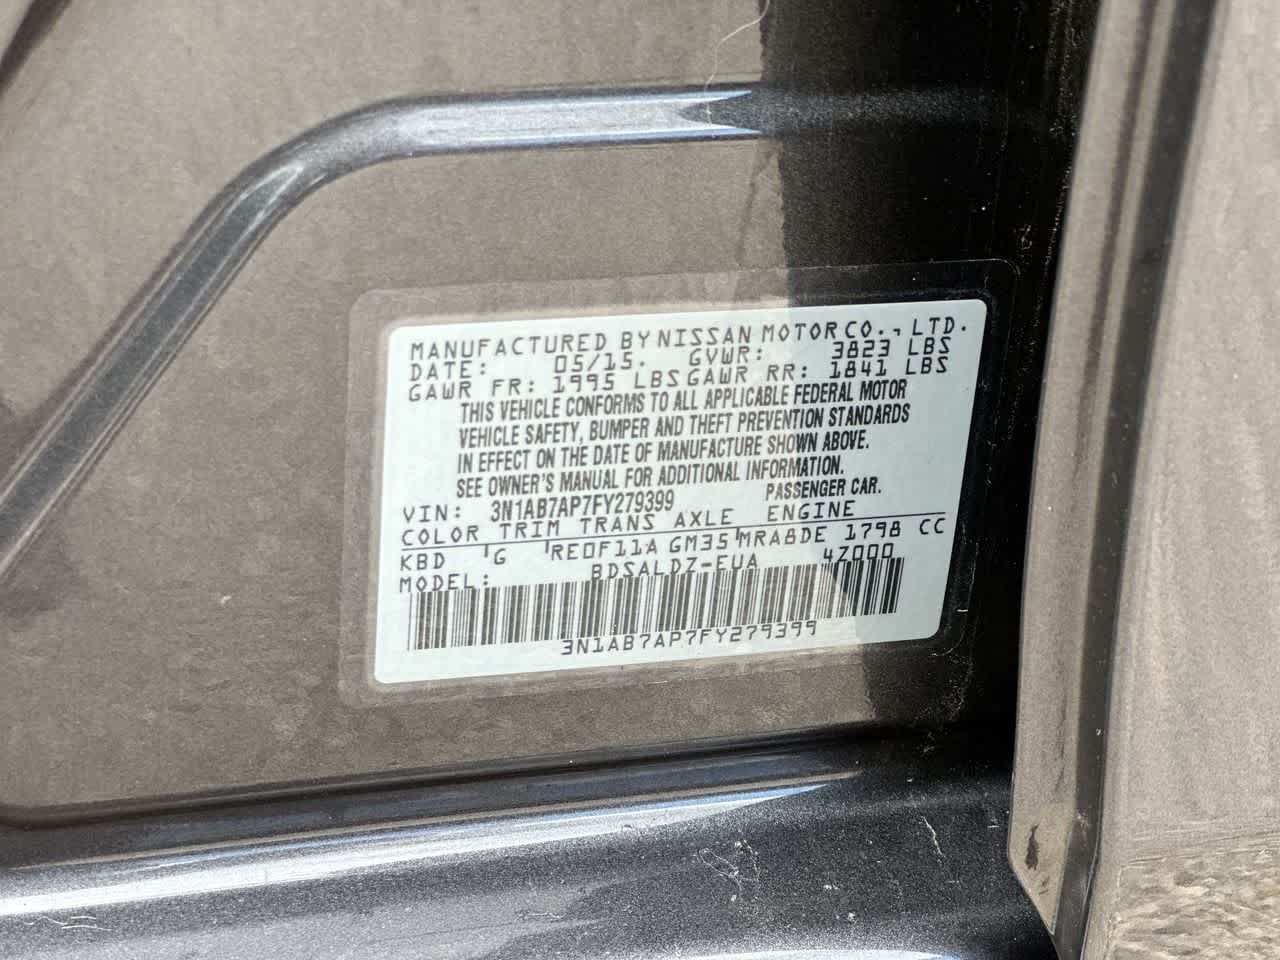 MANUFACTURED BY NISSAN MOTOR CO., LTD.
DATE: 05/15. GVWR: 3823 LBS
GAWR FR: 1995 LBS GAWR RR: 1841 LBS
THIS VEHICLE CONFORMS TO ALL APPLICABLE FEDERAL MOTOR
VEHICLE SAFETY, BUMPER AND THEFT PREVENTION STANDARDS
IN EFFECT ON THE DATE OF MANUFACTURE SHOWN ABOVE.
SEE OWNER'S MANUAL FOR ADDITIONAL INFORMATION.
VIN: 3N1AB7AP7FY279399 PASSENGER CAR.
COLOR TRIM TRANS AXLE ENGINE
KBD G RE0F11A GM35 MRA8DE 1798 CC
MODEL: BDSALDZ-EUA 4Z000
3N1AB7AP7FY279399